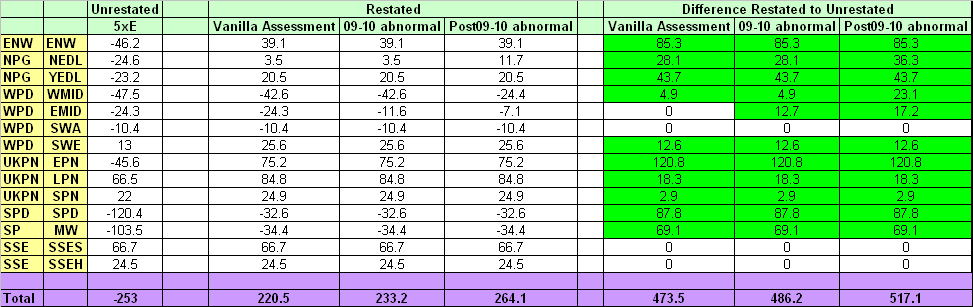 Unrestated Restated Difference Restated to Unrestated
5xE Vanilla Assessment 09-10 abnormal Post09-10 abnormal Vanilla Assessment 09-10 abnormal Post09-10 abnormal
ENW ENW -46.2 39.1 39.1 39.1 85.3 85.3 85.3
NPG NEDL -24.6 3.5 3.5 11.7 28.1 28.1 36.3
NPG YEDL -23.2 20.5 20.5 20.5 43.7 43.7 43.7
WPD WMID -47.5 -42.6 -42.6 -24.4 4.9 4.9 23.1
WPD EMID -24.3 -24.3 -11.6 -7.1 0 12.7 17.2
WPD SWA -10.4 -10.4 -10.4 -10.4 0 0 0
WPD SWE 13 25.6 25.6 25.6 12.6 12.6 12.6
UKPN EPN -45.6 75.2 75.2 75.2 120.8 120.8 120.8
UKPN LPN 66.5 84.8 84.8 84.8 18.3 18.3 18.3
UKPN SPN 22 24.9 24.9 24.9 2.9 2.9 2.9
SPD SPD -120.4 -32.6 -32.6 -32.6 87.8 87.8 87.8
SP MW -103.5 -34.4 -34.4 -34.4 69.1 69.1 69.1
SSE SSES 66.7 66.7 66.7 66.7 0 0 0
SSE SSEH 24.5 24.5 24.5 24.5 0 0 0
Total -253 220.5 233.2 264.1 473.5 486.2 517.1